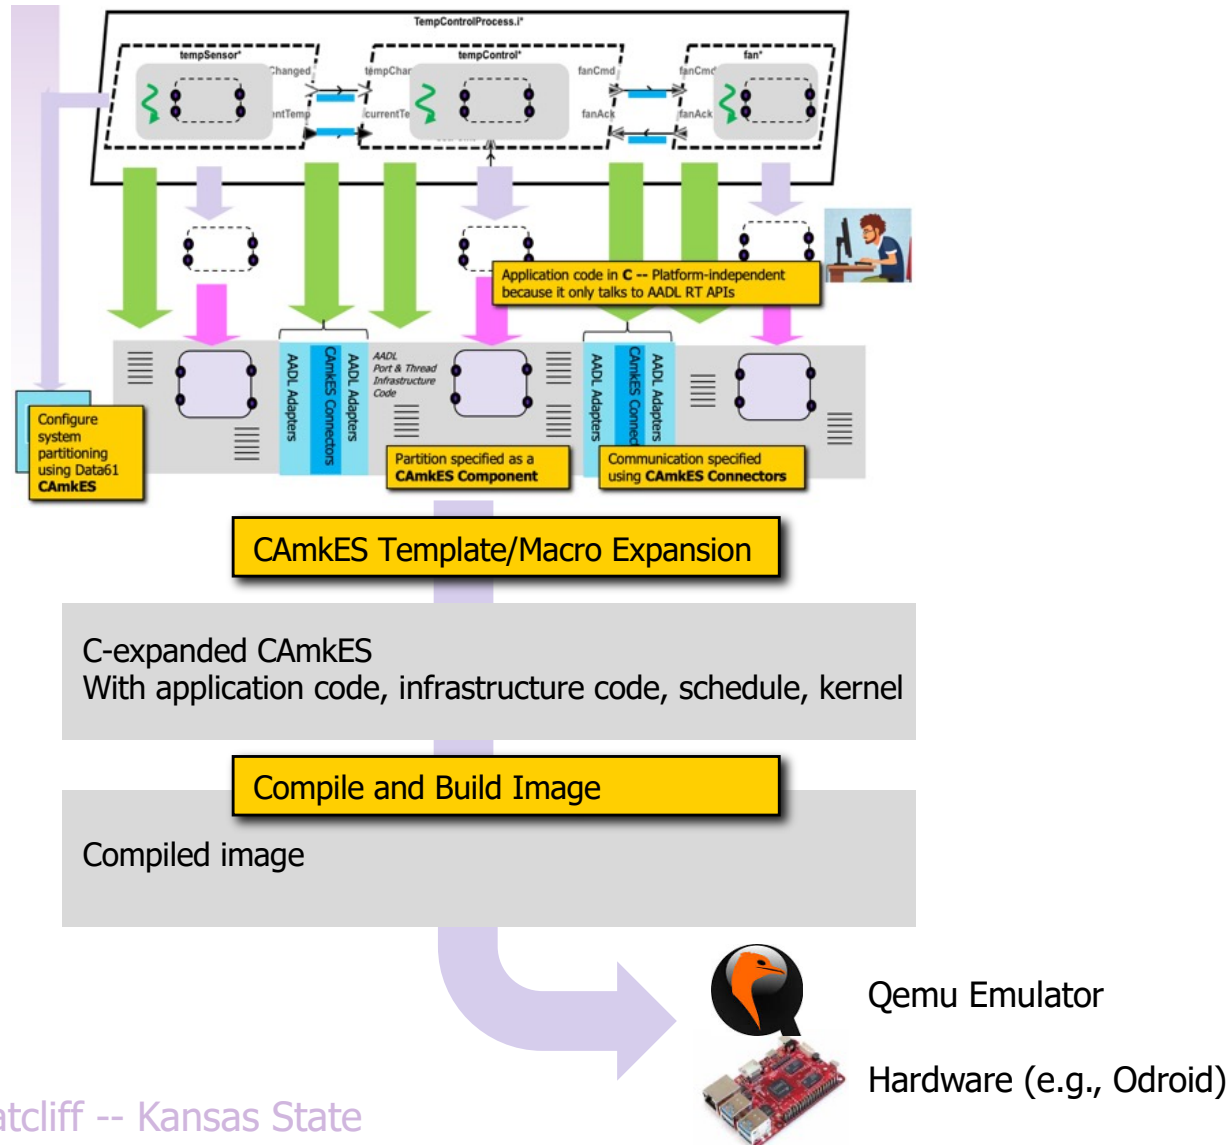 TempControlProcess.i*
tempSensor*
tempControl*
fan*
Changed
tempCha
fanCmd
fanCmd
entTemp
currentTe
fanAck
fanAck
Application code in C -- Platform-independent
because it only talks to AADL RT APIs
AADL Adapters
CAmkES Connectors
AADL Adapters
AADL
Port & Thread
Infrastructure
Code
AADL Adapters
CAmkES Connec
AADL Adapters
Configure
system
partitioning
using Data61
CAmkES
Partition specified as a
CAmkES Component
Communication specified
using CAmkES Connectors
CAmkES Template/Macro Expansion
C-expanded CAmkES
With application code, infrastructure code, schedule, kernel
Compile and Build Image
Compiled image
Qemu Emulator
Hardware (e.g., Odroid)
atcliff -- Kansas State